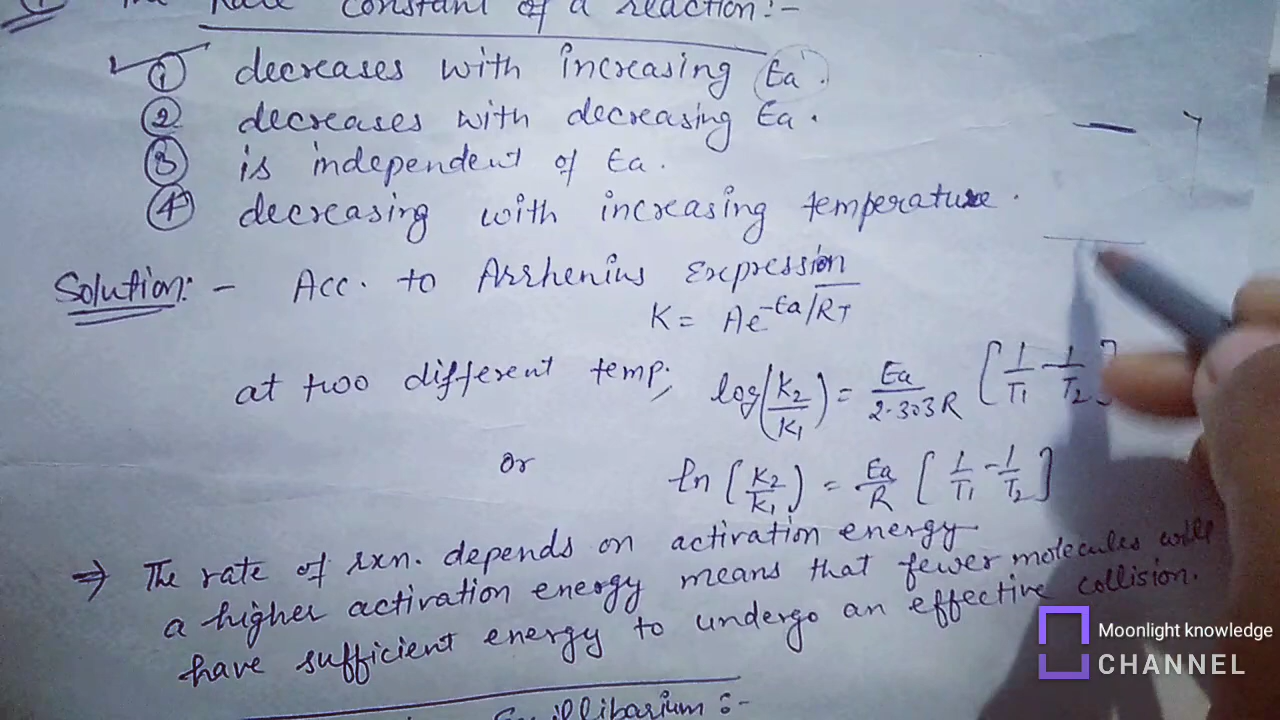 ① The Rate Constant of a reaction:-
① decreases with increasing Ea.
② decreases with decreasing Ea.
③ is independent of Ea.
④ decreasing with increasing temperature.
Solution:- Acc. to Arrhenius Expression
K = Ae^-Ea/RT
at two different temp; log(K2/K1) = Ea/2.303R [1/T1 - 1/T2]
or
ln(K2/K1) = Ea/R [1/T1 - 1/T2]
⇒ The rate of rxn. depends on activation energy
a higher activation energy means that fewer molecules will
have sufficient energy to undergo an effective collision.
Equillibarium:-
Moonlight knowledge
CHANNEL